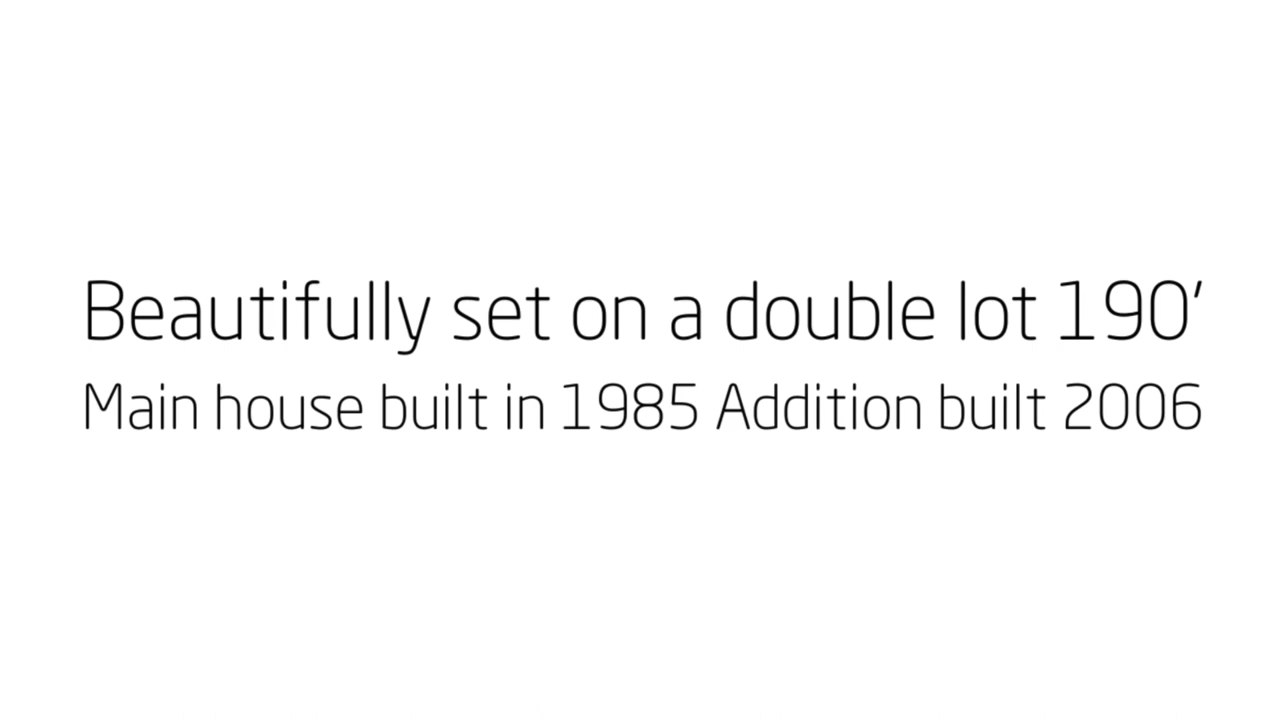 Beautifully set on a double lot 190’
Main house built in 1985 Addition built 2006